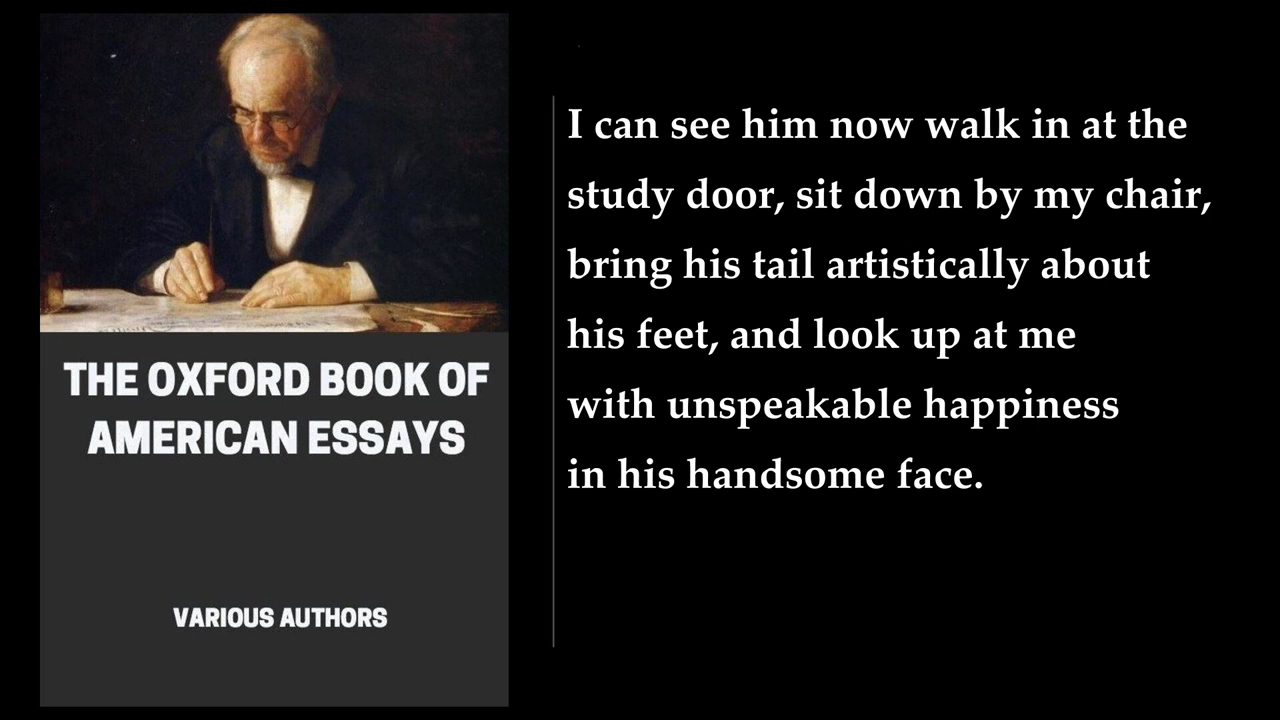 THE OXFORD BOOK OF
AMERICAN ESSAYS
VARIOUS AUTHORS
I can see him now walk in at the
study door, sit down by my chair,
bring his tail artistically about
his feet, and look up at me
with unspeakable happiness
in his handsome face.